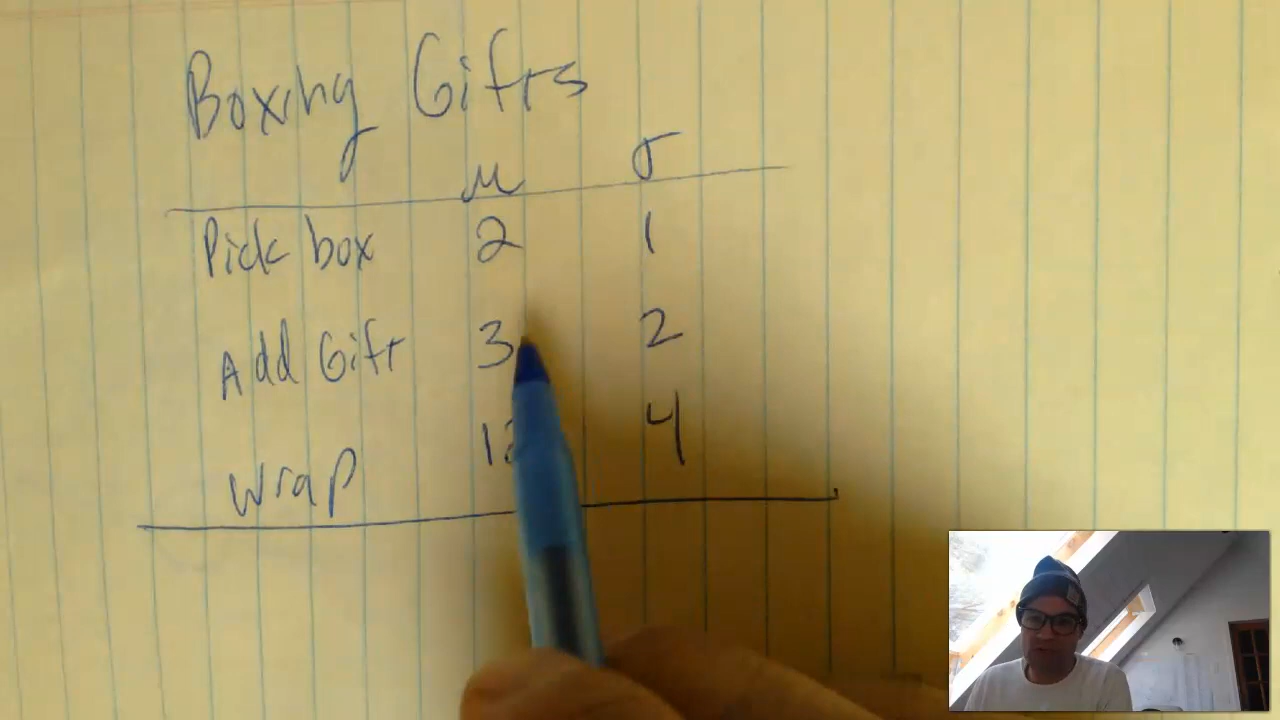 Boxing Gifts
μ σ
Pick box 2 1
Add Gift 3 2
Wrap 4